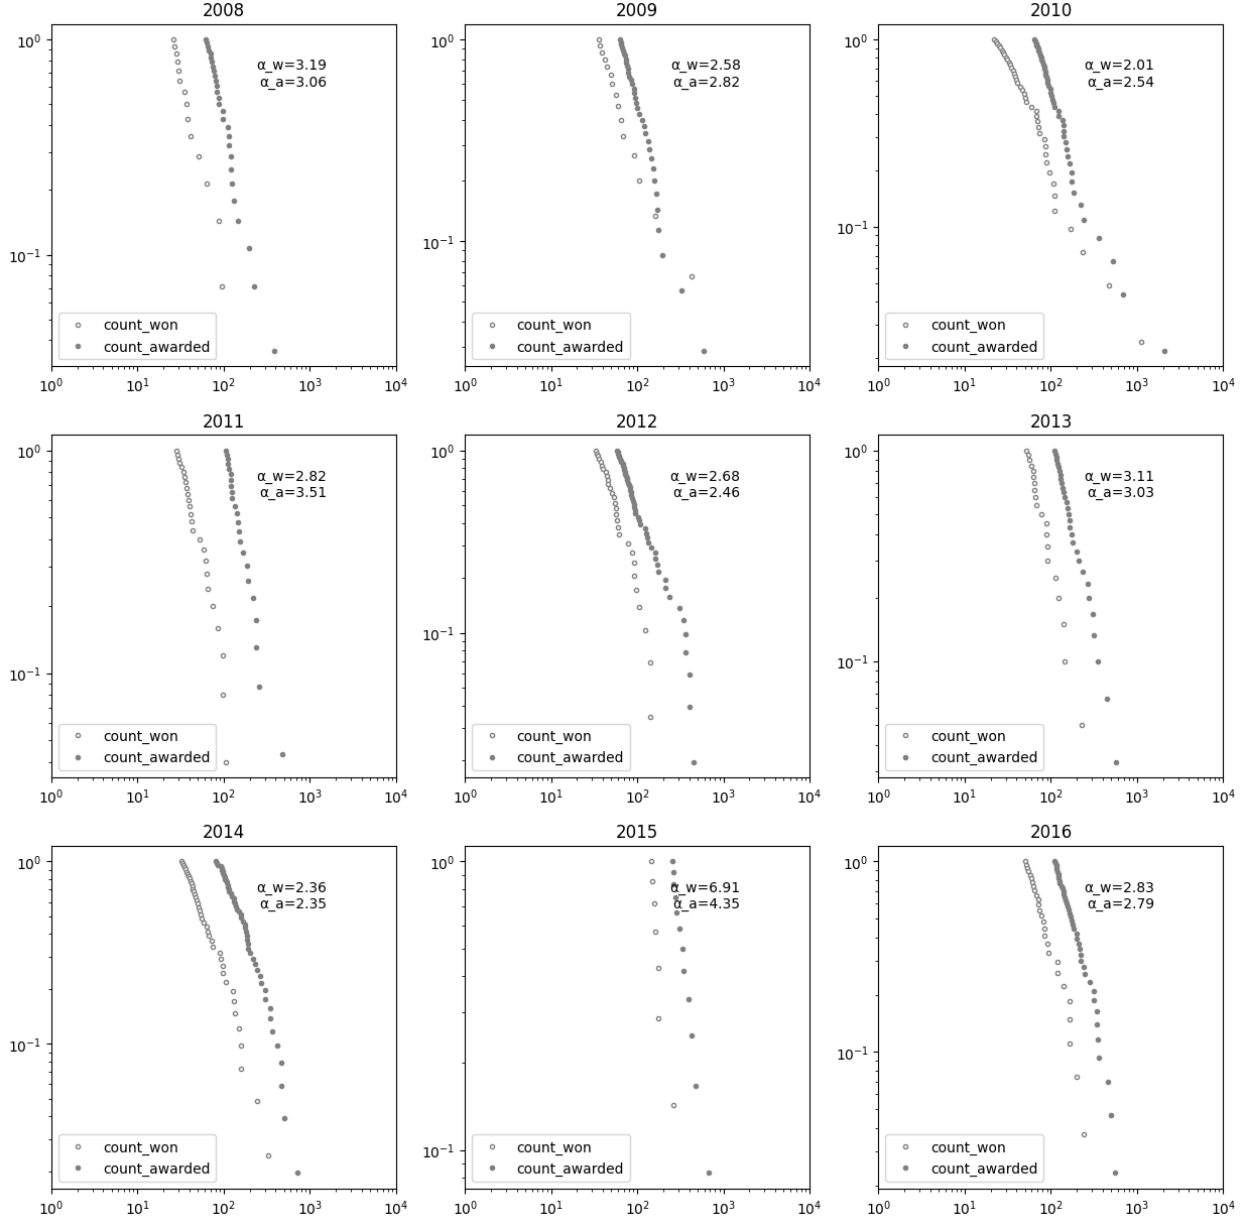 2008
10⁰
10⁻¹
α_w=3.19
α_a=3.06
count_won
count_awarded
10⁰ 10¹ 10² 10³ 10⁴
2009
10⁰
10⁻¹
α_w=2.58
α_a=2.82
count_won
count_awarded
10⁰ 10¹ 10² 10³ 10⁴
2010
10⁰
10⁻¹
α_w=2.01
α_a=2.54
count_won
count_awarded
10⁰ 10¹ 10² 10³ 10⁴
2011
10⁰
10⁻¹
α_w=2.82
α_a=3.51
count_won
count_awarded
10⁰ 10¹ 10² 10³ 10⁴
2012
10⁰
10⁻¹
α_w=2.68
α_a=2.46
count_won
count_awarded
10⁰ 10¹ 10² 10³ 10⁴
2013
10⁰
10⁻¹
α_w=3.11
α_a=3.03
count_won
count_awarded
10⁰ 10¹ 10² 10³ 10⁴
2014
10⁰
10⁻¹
α_w=2.36
α_a=2.35
count_won
count_awarded
10⁰ 10¹ 10² 10³ 10⁴
2015
10⁰
10⁻¹
α_w=6.91
α_a=4.35
count_won
count_awarded
10⁰ 10¹ 10² 10³ 10⁴
2016
10⁰
10⁻¹
α_w=2.83
α_a=2.79
count_won
count_awarded
10⁰ 10¹ 10² 10³ 10⁴